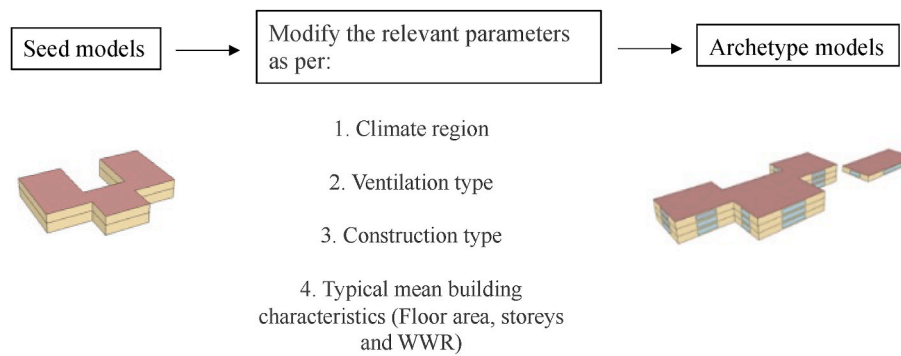 Seed models
Modify the relevant parameters
as per:
Archetype models
1. Climate region
2. Ventilation type
3. Construction type
4. Typical mean building
characteristics (Floor area, storeys
and WWR)